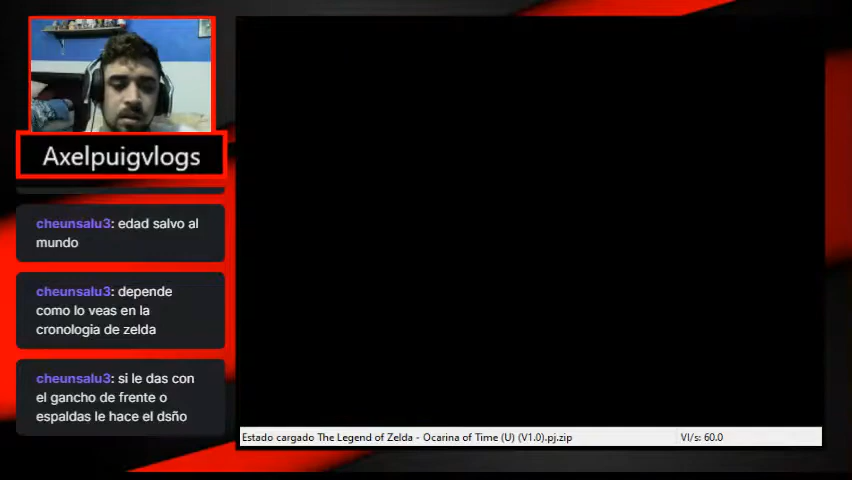 Axelpuigvlogs
cheunsalu3: edad salvo al
mundo
cheunsalu3: depende
como lo veas en la
cronologia de zelda
cheunsalu3: si le das con
el gancho de frente o
espaldas le hace el dsño
Estado cargado The Legend of Zelda - Ocarina of Time (U) (V1.0).pj.zip
VI/s: 60.0